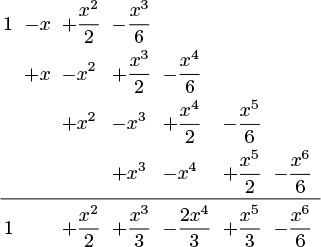 1 −x +x²/2 −x³/6
+x −x² +x³/2 −x⁴/6
+x² −x³ +x⁴/2 −x⁵/6
+x³ −x⁴ +x⁵/2 −x⁶/6
1 +x²/2 +x³/3 −2x⁴/3 +x⁵/3 −x⁶/6